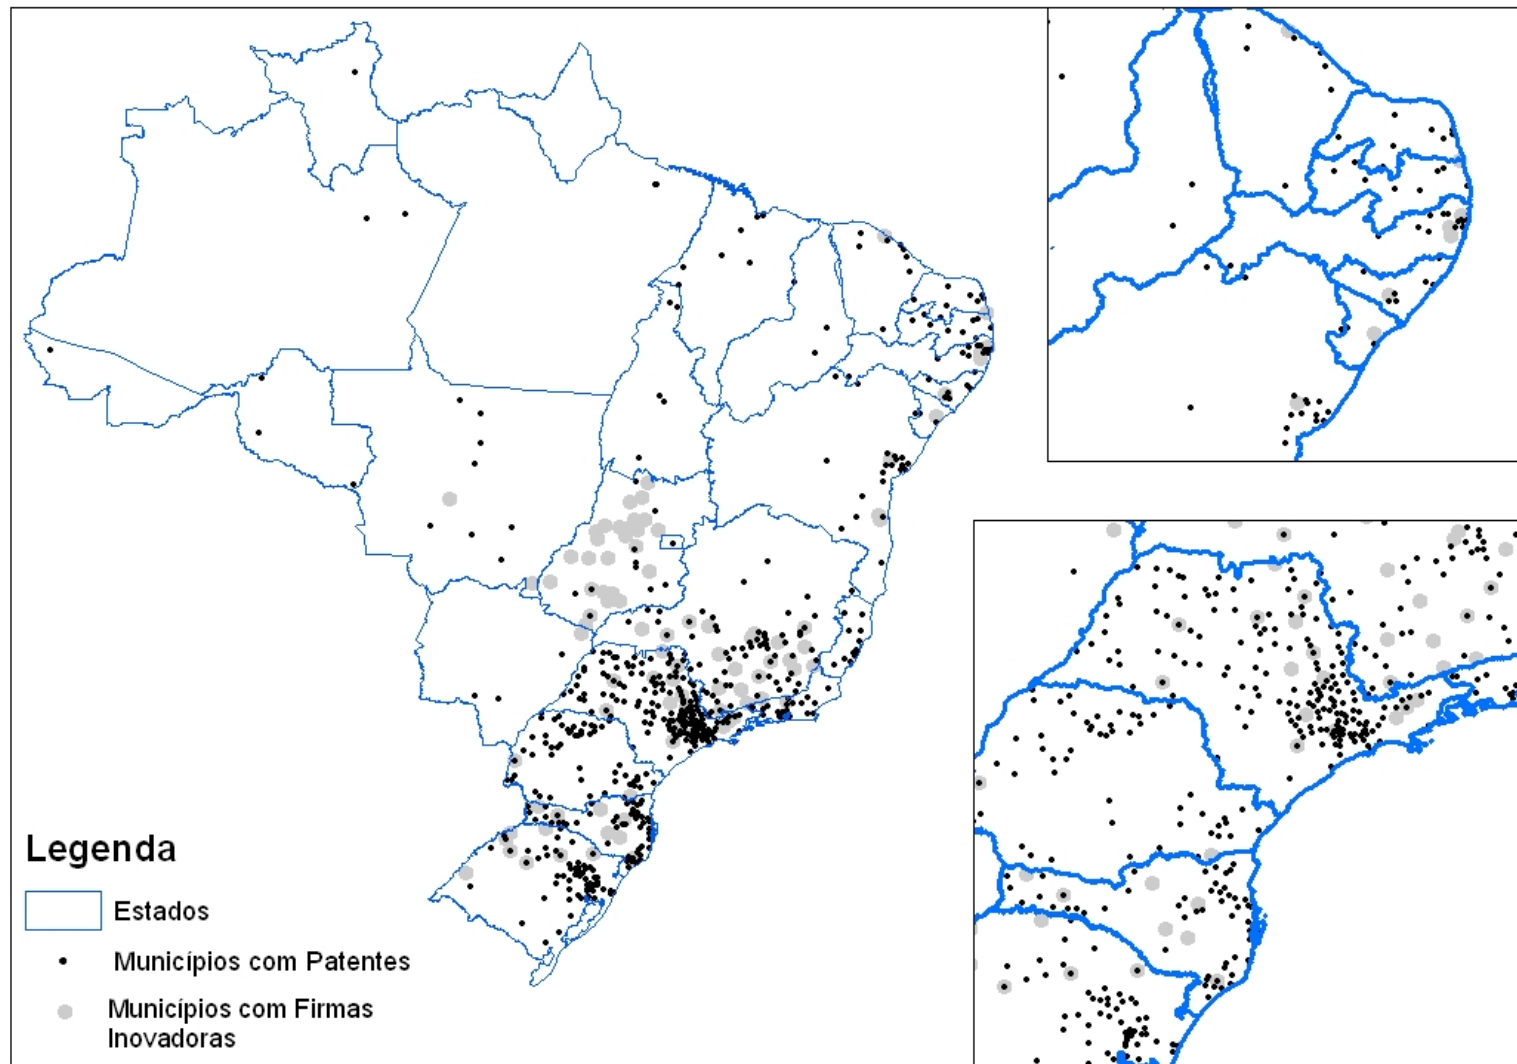 Legenda
Estados
Municípios com Patentes
Municípios com Firmas
Inovadoras